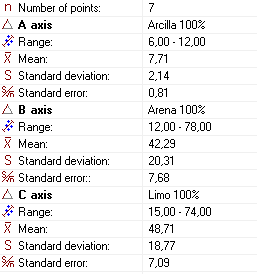 n Number of points: 7
A axis Arcilla 100%
Range: 6,00 - 12,00
x̄ Mean: 7,71
S Standard deviation: 2,14
S/√n Standard error: 0,81
B axis Arena 100%
Range: 12,00 - 78,00
x̄ Mean: 42,29
S Standard deviation: 20,31
S/√n Standard error:: 7,68
C axis Limo 100%
Range: 15,00 - 74,00
x̄ Mean: 48,71
S Standard deviation: 18,77
S/√n Standard error: 7,09